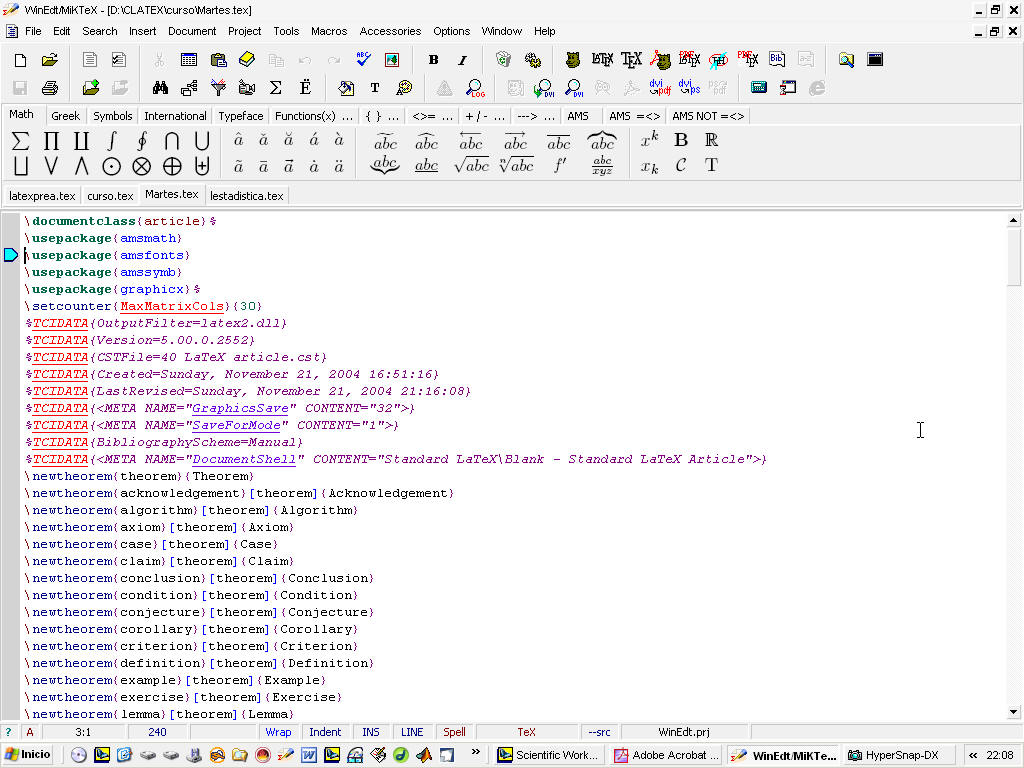 WinEdt/MiKTeX - [D:\CLATEX\curso\Martes.tex]
File Edit Search Insert Document Project Tools Macros Accessories Options Window Help
Math Greek Symbols International Typeface Functions(x) ... { } ... <>= ... + / - ... ---> ... AMS AMS =<> AMS NOT =<>
latexprea.tex curso.tex Martes.tex lestadistica.tex
\documentclass{article}%
\usepackage{amsmath}
\usepackage{amsfonts}
\usepackage{amssymb}
\usepackage{graphicx}%
\setcounter{MaxMatrixCols}{30}
%TCIDATA{OutputFilter=latex2.dll}
%TCIDATA{Version=5.00.0.2552}
%TCIDATA{CSTFile=40 LaTeX article.cst}
%TCIDATA{Created=Sunday, November 21, 2004 16:51:16}
%TCIDATA{LastRevised=Sunday, November 21, 2004 21:16:08}
%TCIDATA{<META NAME="GraphicsSave" CONTENT="32">}
%TCIDATA{<META NAME="SaveForMode" CONTENT="1">}
%TCIDATA{BibliographyScheme=Manual}
%TCIDATA{<META NAME="DocumentShell" CONTENT="Standard LaTeX\Blank - Standard LaTeX Article">}
\newtheorem{theorem}{Theorem}
\newtheorem{acknowledgement}[theorem]{Acknowledgement}
\newtheorem{algorithm}[theorem]{Algorithm}
\newtheorem{axiom}[theorem]{Axiom}
\newtheorem{case}[theorem]{Case}
\newtheorem{claim}[theorem]{Claim}
\newtheorem{conclusion}[theorem]{Conclusion}
\newtheorem{condition}[theorem]{Condition}
\newtheorem{conjecture}[theorem]{Conjecture}
\newtheorem{corollary}[theorem]{Corollary}
\newtheorem{criterion}[theorem]{Criterion}
\newtheorem{definition}[theorem]{Definition}
\newtheorem{example}[theorem]{Example}
\newtheorem{exercise}[theorem]{Exercise}
\newtheorem{lemma}[theorem]{Lemma}
? A 3:1 240 Wrap Indent INS LINE Spell TeX --src WinEdt.prj
Inicio » Scientific Work... Adobe Acrobat ... WinEdt/MiKTe... HyperSnap-DX « 22:08